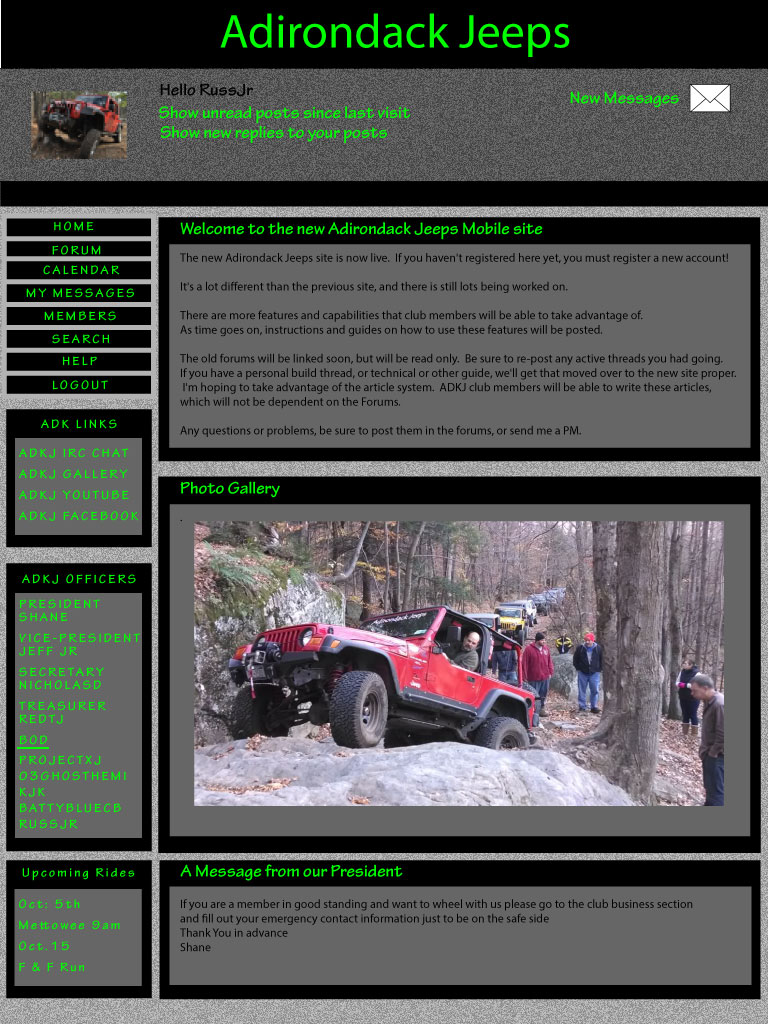 Adirondack Jeeps
Hello RussJr
Show unread posts since last visit
Show new replies to your posts
New Messages
HOME
FORUM
CALENDAR
MY MESSAGES
MEMBERS
SEARCH
HELP
LOGOUT
ADK LINKS
ADKJ IRC CHAT
ADKJ GALLERY
ADKJ YOUTUBE
ADKJ FACEBOOK
ADKJ OFFICERS
PRESIDENT
SHANE
VICE-PRESIDENT
JEFF JR
SECRETARY
NICHOLASD
TREASURER
REDTJ
BOD
PROJECTXJ
03GHOSTHEMI
KJK
BATTYBLUECB
RUSSJR
Upcoming Rides
Oct: 5th
Mettowee 9am
Oct.15
F & F Run
Welcome to the new Adirondack Jeeps Mobile site
The new Adirondack Jeeps site is now live.  If you haven't registered here yet, you must register a new account!
It's a lot different than the previous site, and there is still lots being worked on.
There are more features and capabilities that club members will be able to take advantage of.
As time goes on, instructions and guides on how to use these features will be posted.
The old forums will be linked soon, but will be read only.  Be sure to re-post any active threads you had going.
If you have a personal build thread, or technical or other guide, we'll get that moved over to the new site proper.
I'm hoping to take advantage of the article system.  ADKJ club members will be able to write these articles,
which will not be dependent on the Forums.
Any questions or problems, be sure to post them in the forums, or send me a PM.
Photo Gallery
.
Adirondack Jeeps
A Message from our President
If you are a member in good standing and want to wheel with us please go to the club business section
and fill out your emergency contact information just to be on the safe side
Thank You in advance
Shane